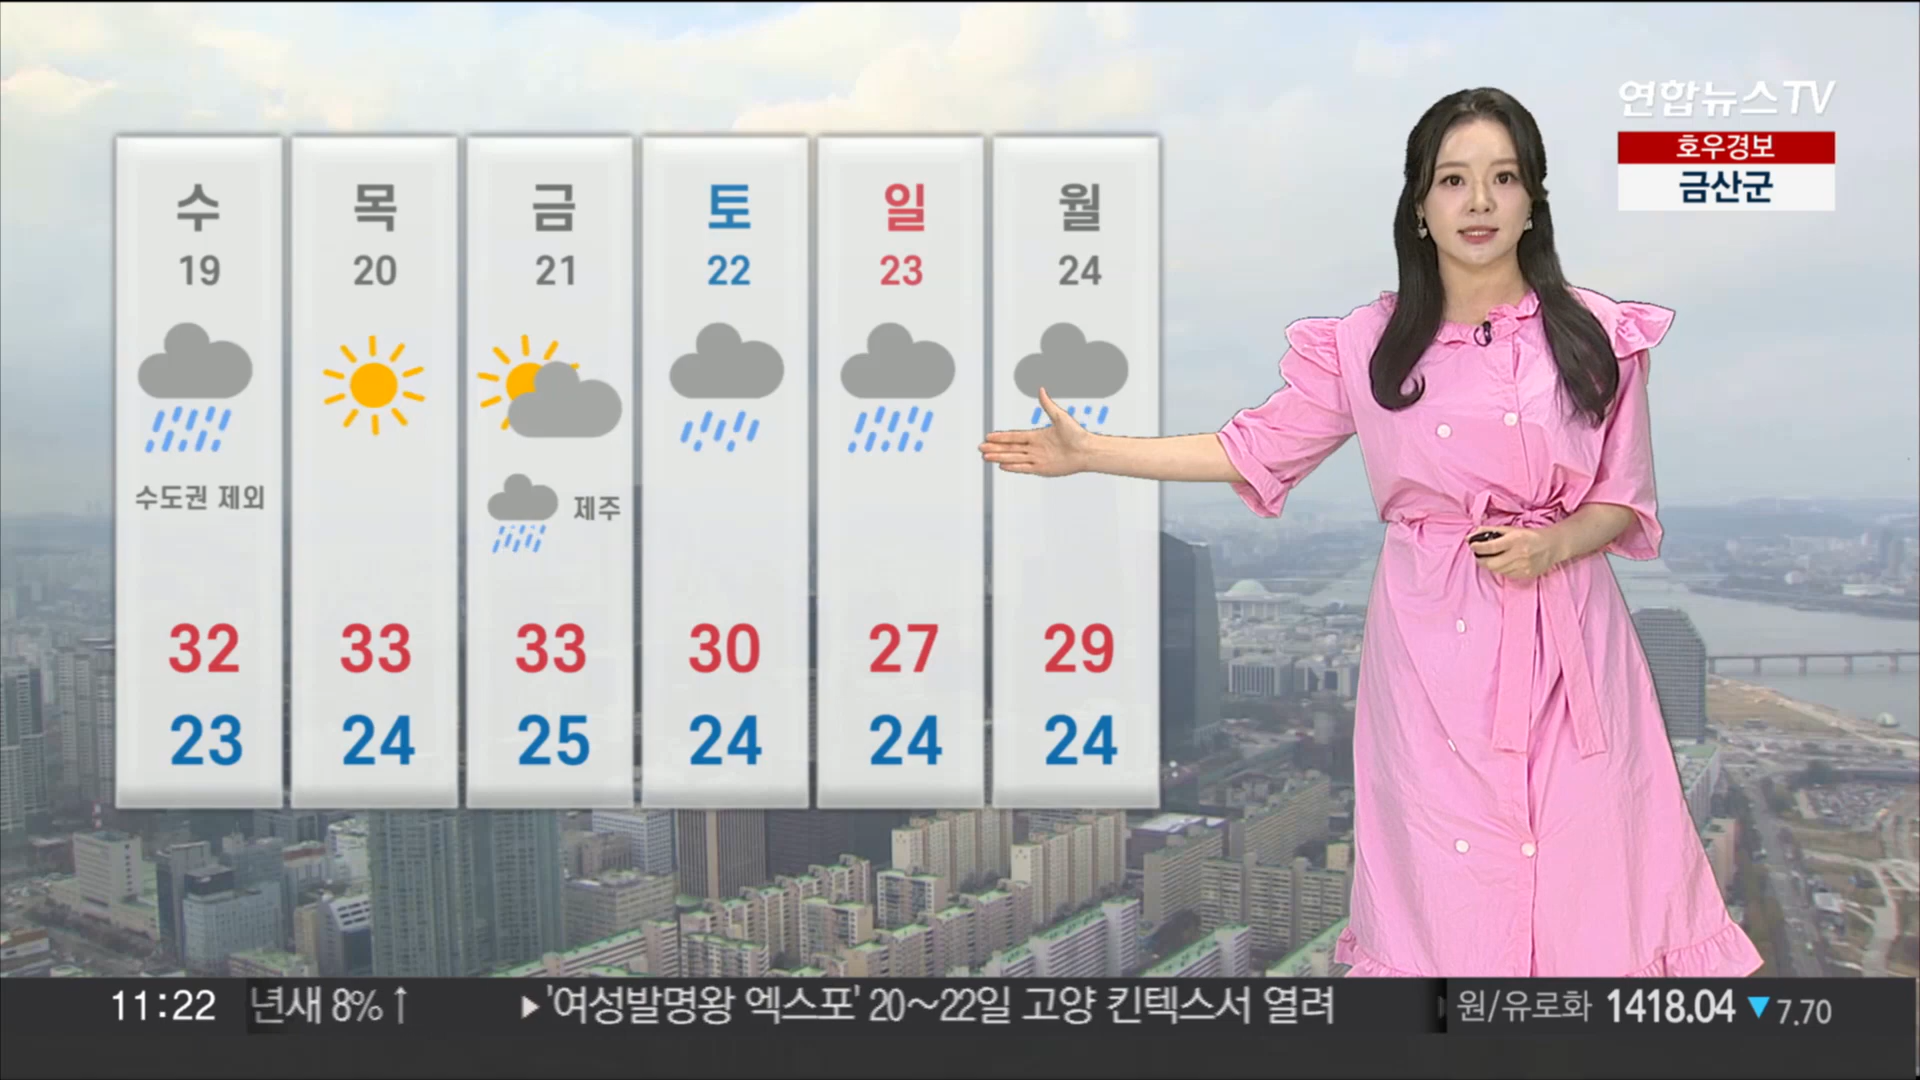 연합뉴스TV
호우경보
금산군
수 목 금 토 일 월
19 20 21 22 23 24
수도권 제외
제주
32 33 33 30 27 29
23 24 25 24 24 24
11:22 년새 8%↑ ▶'여성발명왕 엑스포' 20~22일 고양 킨텍스서 열려 원/유로화 1418.04 ▼7.70